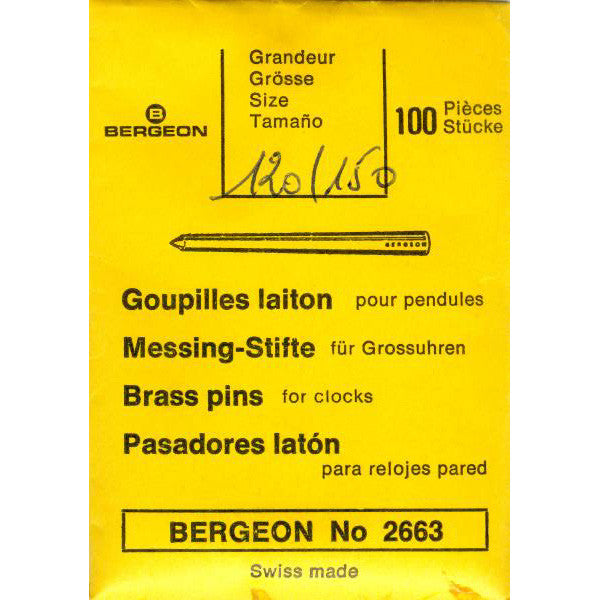 Grandeur
Grösse
Size
Tamaño
B
BERGEON
100 Pièces
Stücke
120/150
BERGEON
Goupilles laiton pour pendules
Messing-Stifte für Grossuhren
Brass pins for clocks
Pasadores latón
para relojes pared
BERGEON No 2663
Swiss made